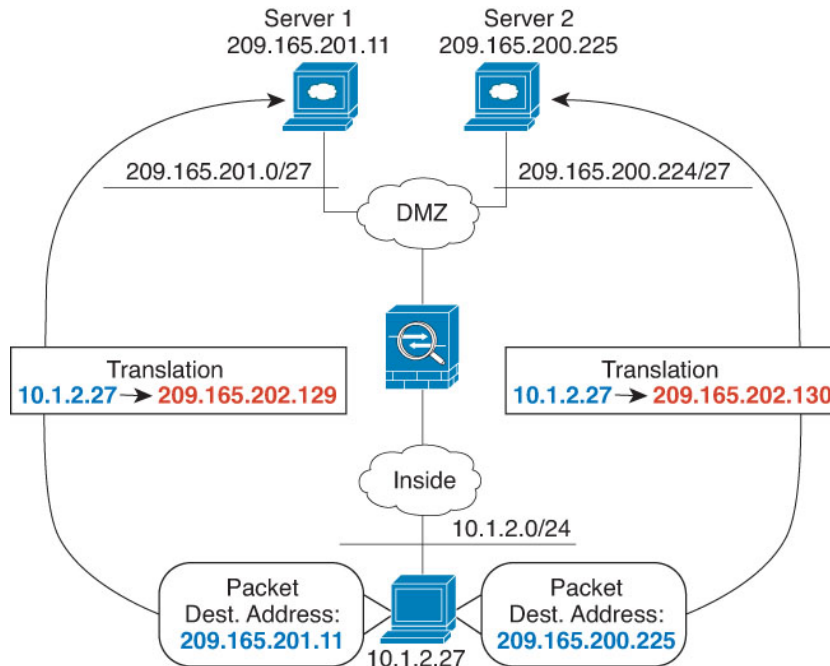 Server 1
209.165.201.11
Server 2
209.165.200.225
209.165.201.0/27
209.165.200.224/27
DMZ
Translation
10.1.2.27 → 209.165.202.129
Translation
10.1.2.27 → 209.165.202.130
Inside
10.1.2.0/24
Packet
Dest. Address:
209.165.201.11
Packet
Dest. Address:
209.165.200.225
10.1.2.27